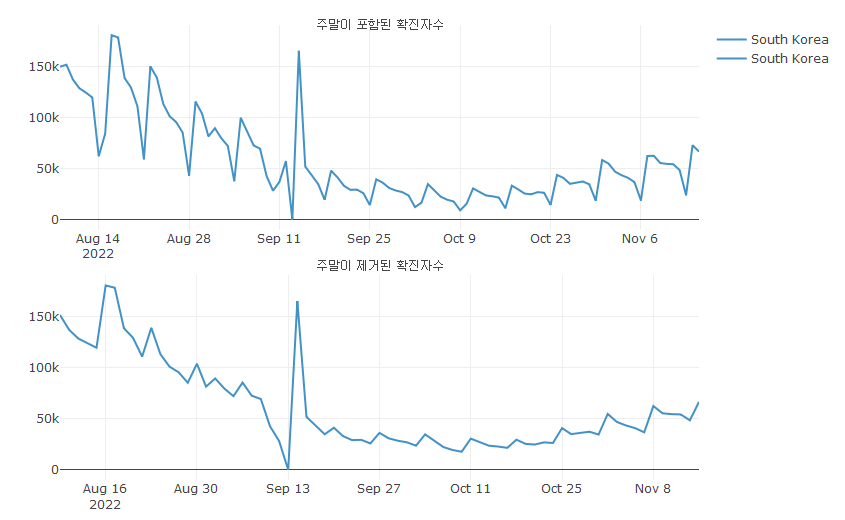 주말이 포함된 확진자수
South Korea
South Korea
150k
100k
50k
0
Aug 14 Aug 28 Sep 11 Sep 25 Oct 9 Oct 23 Nov 6
2022
주말이 제거된 확진자수
150k
100k
50k
0
Aug 16 Aug 30 Sep 13 Sep 27 Oct 11 Oct 25 Nov 8
2022